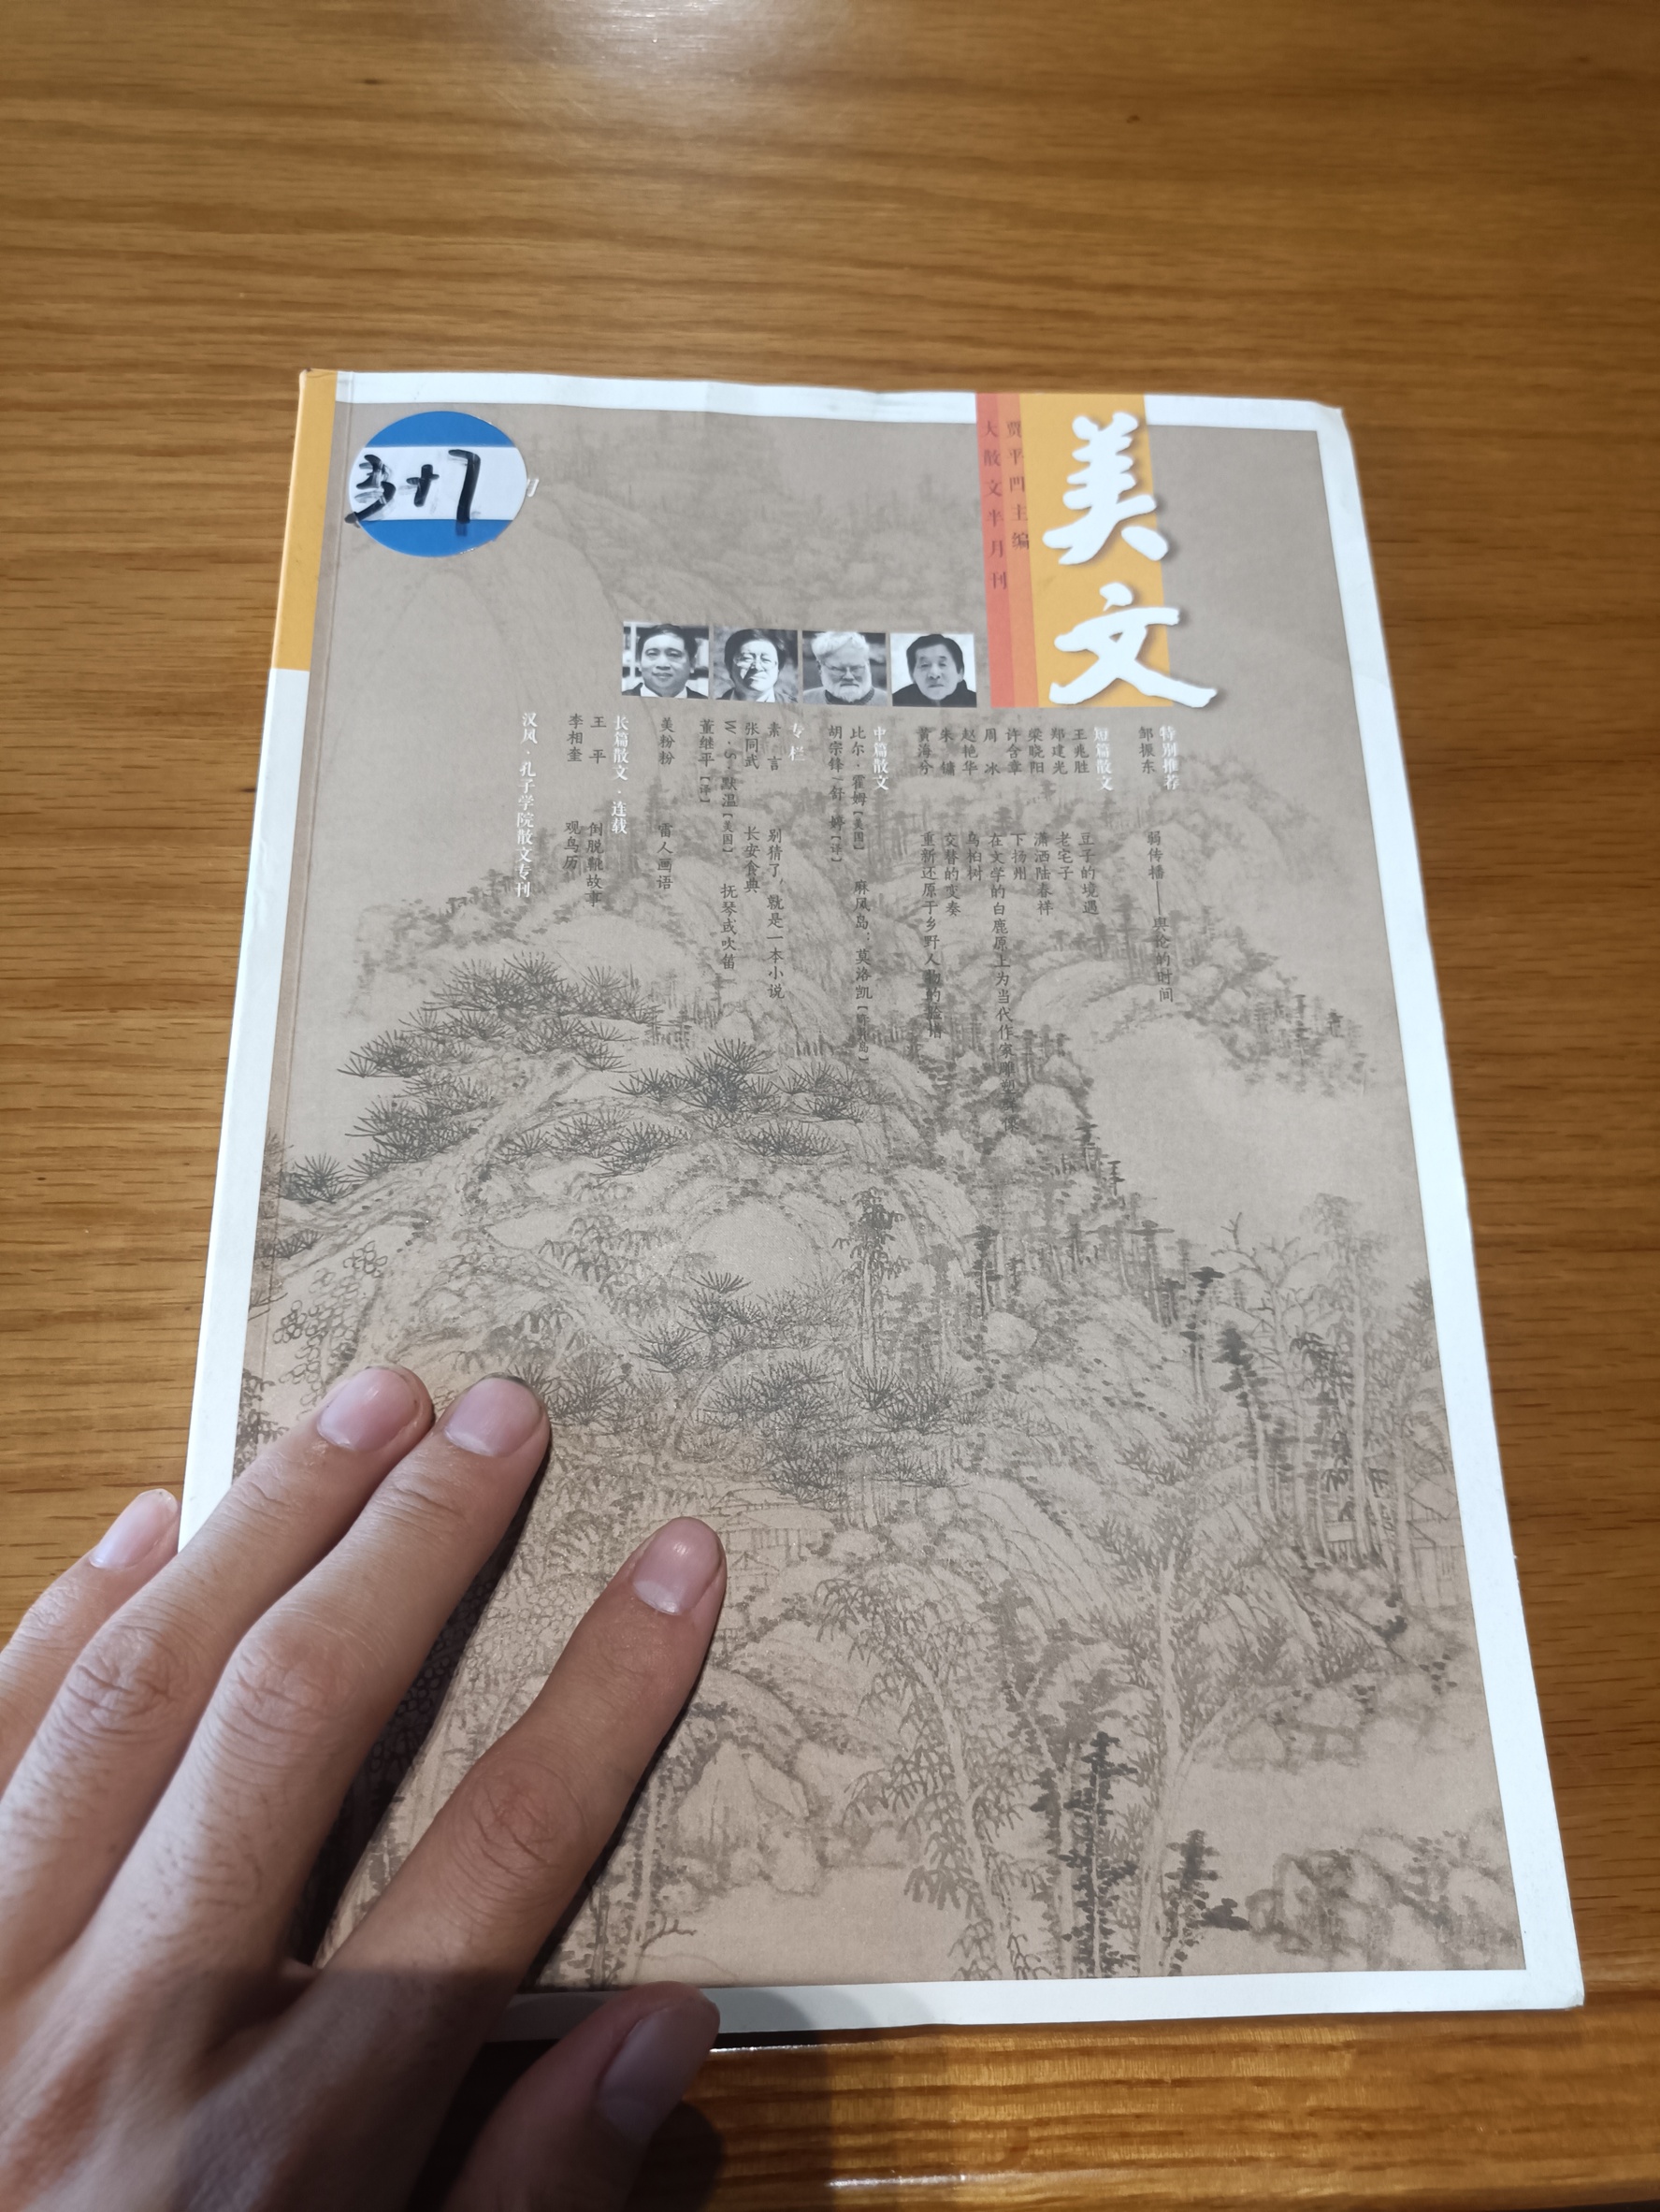 美文
贾平凹主编
大散文半月刊
3+7
特别推荐
邹振东 弱传播——舆论的时间
短篇散文
王兆胜 豆子的境遇
郑建光 老宅子
梁晓阳 潇洒陆春祥
许含章 下扬州
周冰 在文学的白鹿原上为当代作家雕塑
赵艳华 乌桕树
朱镛 交替的变奏
黄海兮 重新还原于乡野人物的脸谱
中篇散文
比尔·霍姆[美国] 麻风岛:莫洛凯
胡宗锋 舒婷[译]
专栏
素言 别猜了,就是一本小说
张同武 长安食典
W·S·默温[美国] 抚琴或吹笛
董继平[译]
美粉粉 雷人画语
长篇散文·连载
王平 倒脱靴故事
李相奎 观鸟历
汉风·孔子学院散文专刊